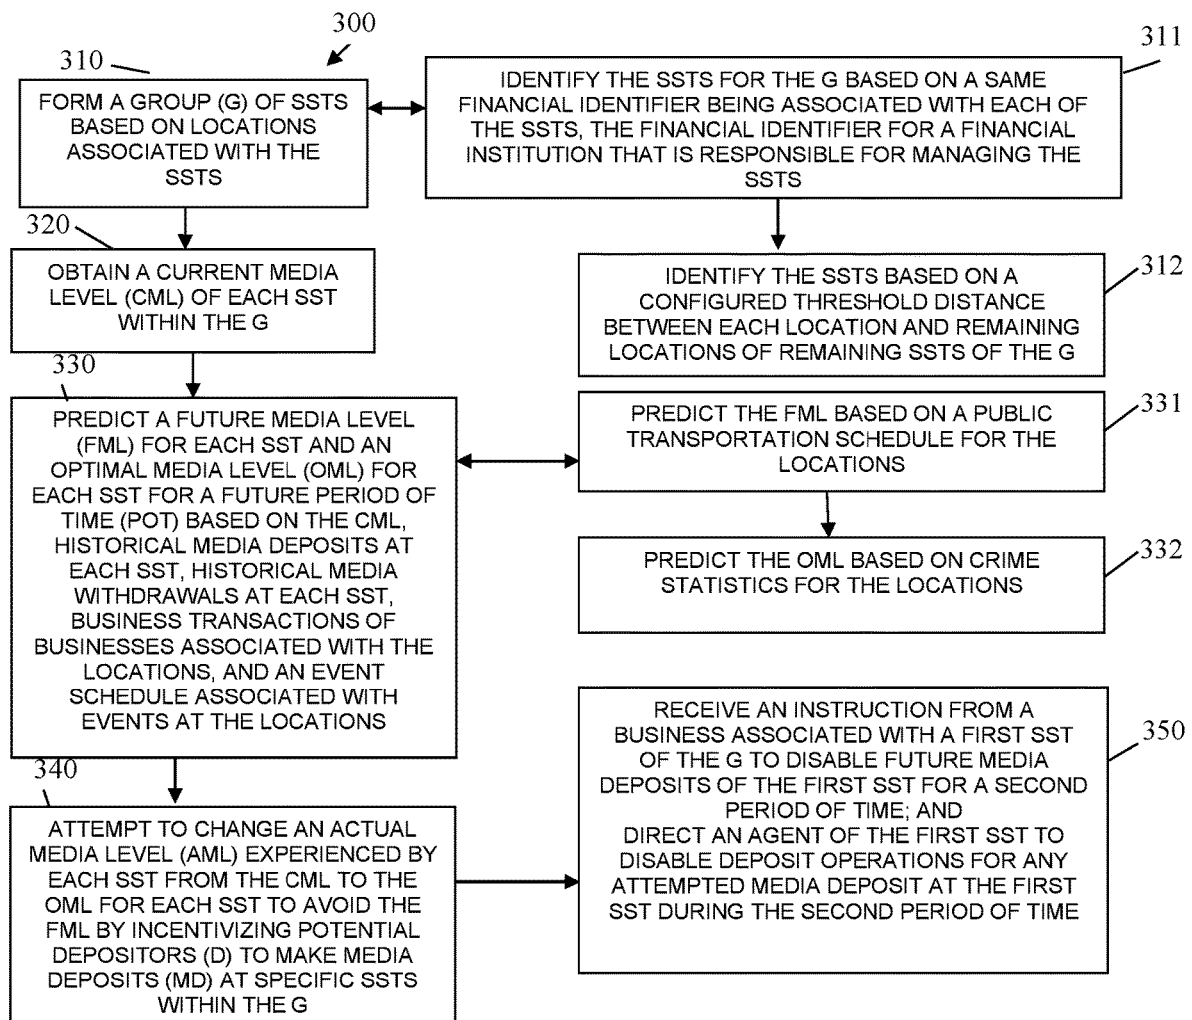 300
310
FORM A GROUP (G) OF SSTS
BASED ON LOCATIONS
ASSOCIATED WITH THE
SSTS
311
IDENTIFY THE SSTS FOR THE G BASED ON A SAME
FINANCIAL IDENTIFIER BEING ASSOCIATED WITH EACH OF
THE SSTS, THE FINANCIAL IDENTIFIER FOR A FINANCIAL
INSTITUTION THAT IS RESPONSIBLE FOR MANAGING THE
SSTS
320
OBTAIN A CURRENT MEDIA
LEVEL (CML) OF EACH SST
WITHIN THE G
312
IDENTIFY THE SSTS BASED ON A
CONFIGURED THRESHOLD DISTANCE
BETWEEN EACH LOCATION AND REMAINING
LOCATIONS OF REMAINING SSTS OF THE G
330
PREDICT A FUTURE MEDIA LEVEL
(FML) FOR EACH SST AND AN
OPTIMAL MEDIA LEVEL (OML) FOR
EACH SST FOR A FUTURE PERIOD OF
TIME (POT) BASED ON THE CML,
HISTORICAL MEDIA DEPOSITS AT
EACH SST, HISTORICAL MEDIA
WITHDRAWALS AT EACH SST,
BUSINESS TRANSACTIONS OF
BUSINESSES ASSOCIATED WITH THE
LOCATIONS, AND AN EVENT
SCHEDULE ASSOCIATED WITH
EVENTS AT THE LOCATIONS
331
PREDICT THE FML BASED ON A PUBLIC
TRANSPORTATION SCHEDULE FOR THE
LOCATIONS
332
PREDICT THE OML BASED ON CRIME
STATISTICS FOR THE LOCATIONS
340
ATTEMPT TO CHANGE AN ACTUAL
MEDIA LEVEL (AML) EXPERIENCED BY
EACH SST FROM THE CML TO THE
OML FOR EACH SST TO AVOID THE
FML BY INCENTIVIZING POTENTIAL
DEPOSITORS (D) TO MAKE MEDIA
DEPOSITS (MD) AT SPECIFIC SSTS
WITHIN THE G
350
RECEIVE AN INSTRUCTION FROM A
BUSINESS ASSOCIATED WITH A FIRST SST
OF THE G TO DISABLE FUTURE MEDIA
DEPOSITS OF THE FIRST SST FOR A SECOND
PERIOD OF TIME; AND
DIRECT AN AGENT OF THE FIRST SST TO
DISABLE DEPOSIT OPERATIONS FOR ANY
ATTEMPTED MEDIA DEPOSIT AT THE FIRST
SST DURING THE SECOND PERIOD OF TIME